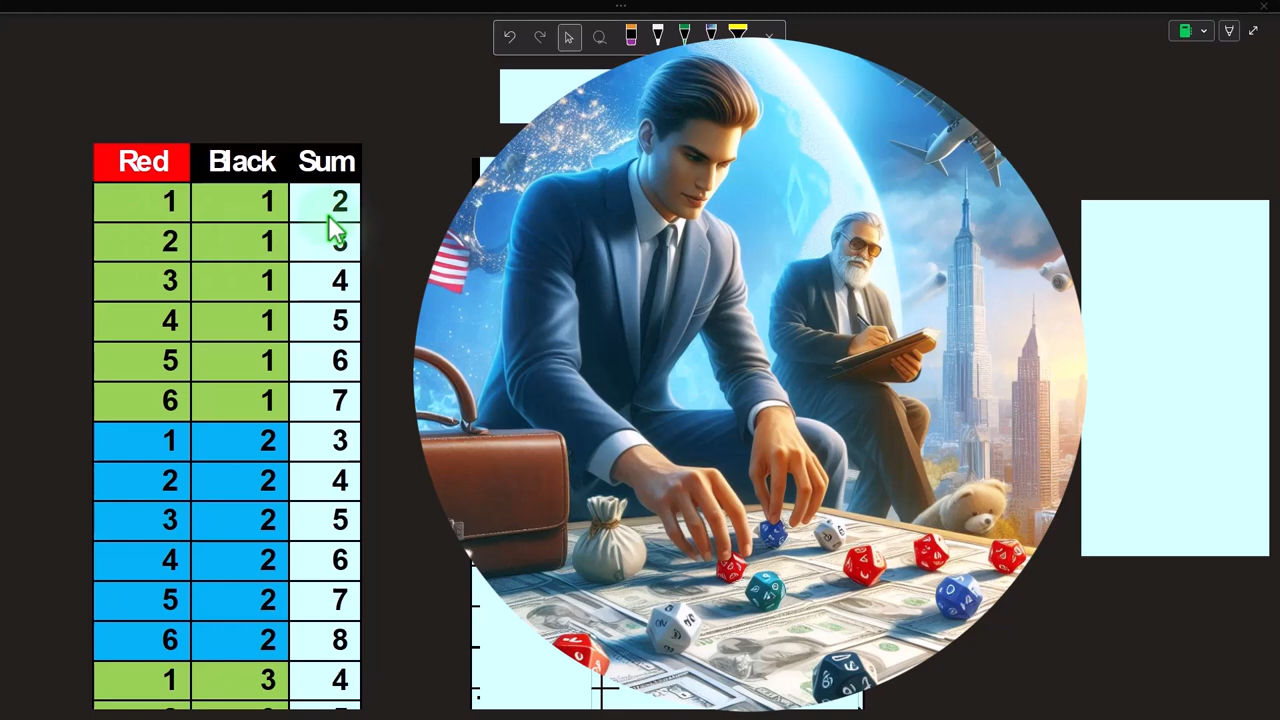 Red Black Sum
1 1 2
2 1 3
3 1 4
4 1 5
5 1 6
6 1 7
1 2 3
2 2 4
3 2 5
4 2 6
5 2 7
6 2 8
1 3 4